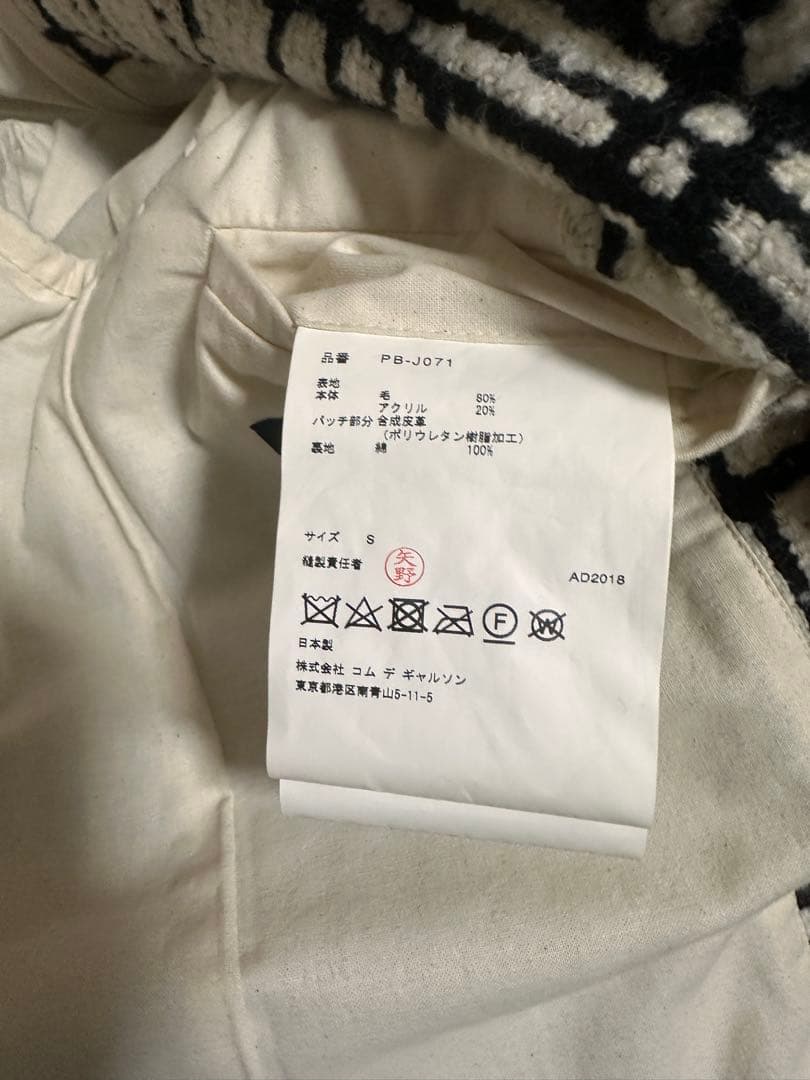 品番 PB-J071
表地
本体 毛 80%
アクリル 20%
パッチ部分 合成皮革
(ポリウレタン樹脂加工)
裏地 綿 100%
サイズ S
縫製責任者 矢野
AD2018
F W
日本製
株式会社 コム デ ギャルソン
東京都港区南青山5-11-5